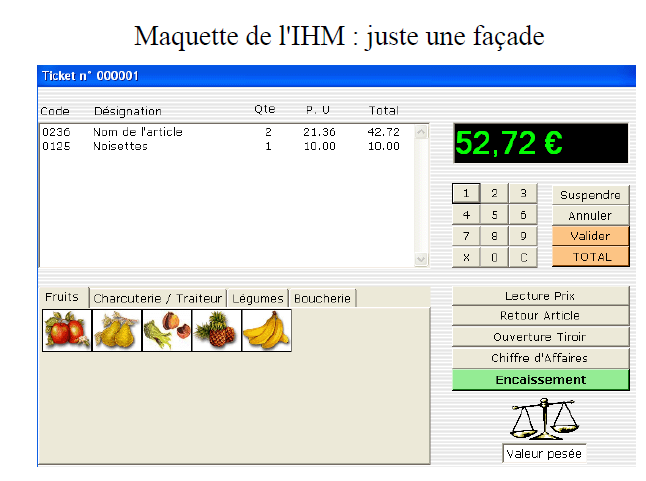 Maquette de l'IHM : juste une façade
Ticket n° 000001
Code Désignation Qte P. U Total
0236 Nom de l'article 2 21.36 42.72
0125 Noisettes 1 10.00 10.00
52,72 €
1 2 3 Suspendre
4 5 6 Annuler
7 8 9 Valider
X 0 C TOTAL
Fruits Charcuterie / Traiteur Légumes Boucherie
Lecture Prix
Retour Article
Ouverture Tiroir
Chiffre d'Affaires
Encaissement
Valeur pesée